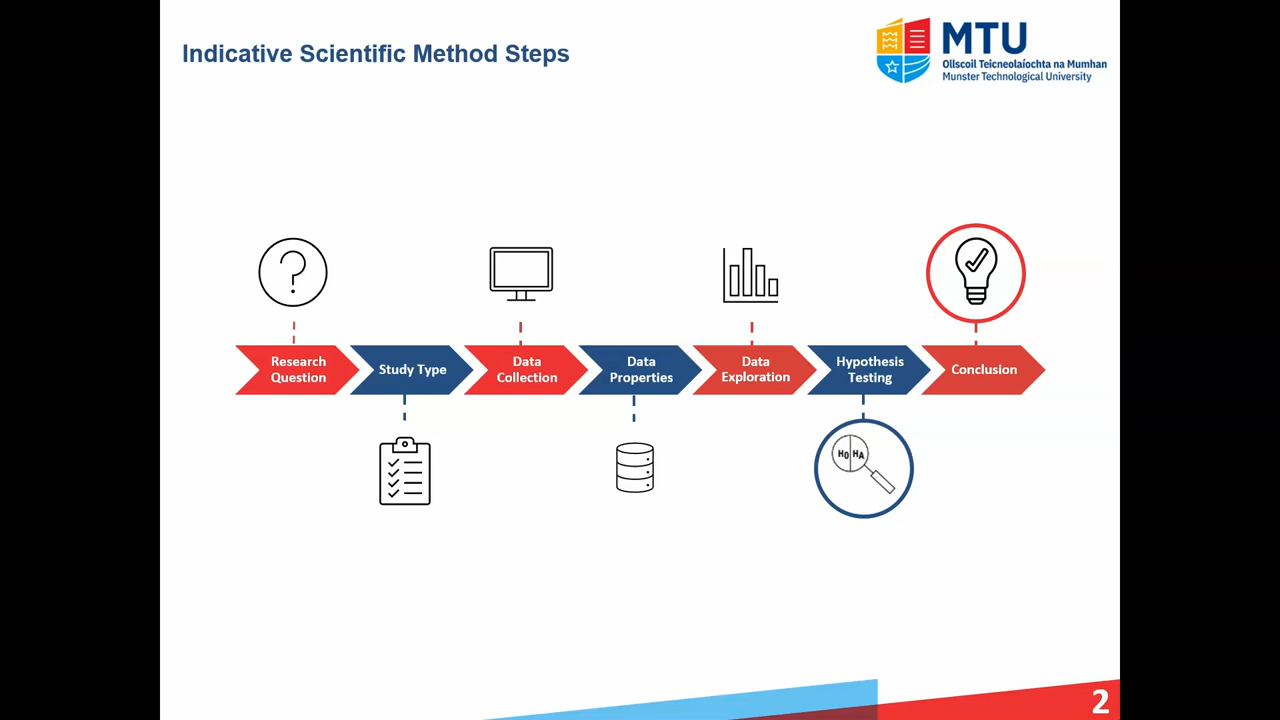 Indicative Scientific Method Steps
MTU
Ollscoil Teicneolaíochta na Mumhan
Munster Technological University
Research
Question
Study Type
Data
Collection
Data
Properties
Data
Exploration
Hypothesis
Testing
Conclusion
H0 HA
2